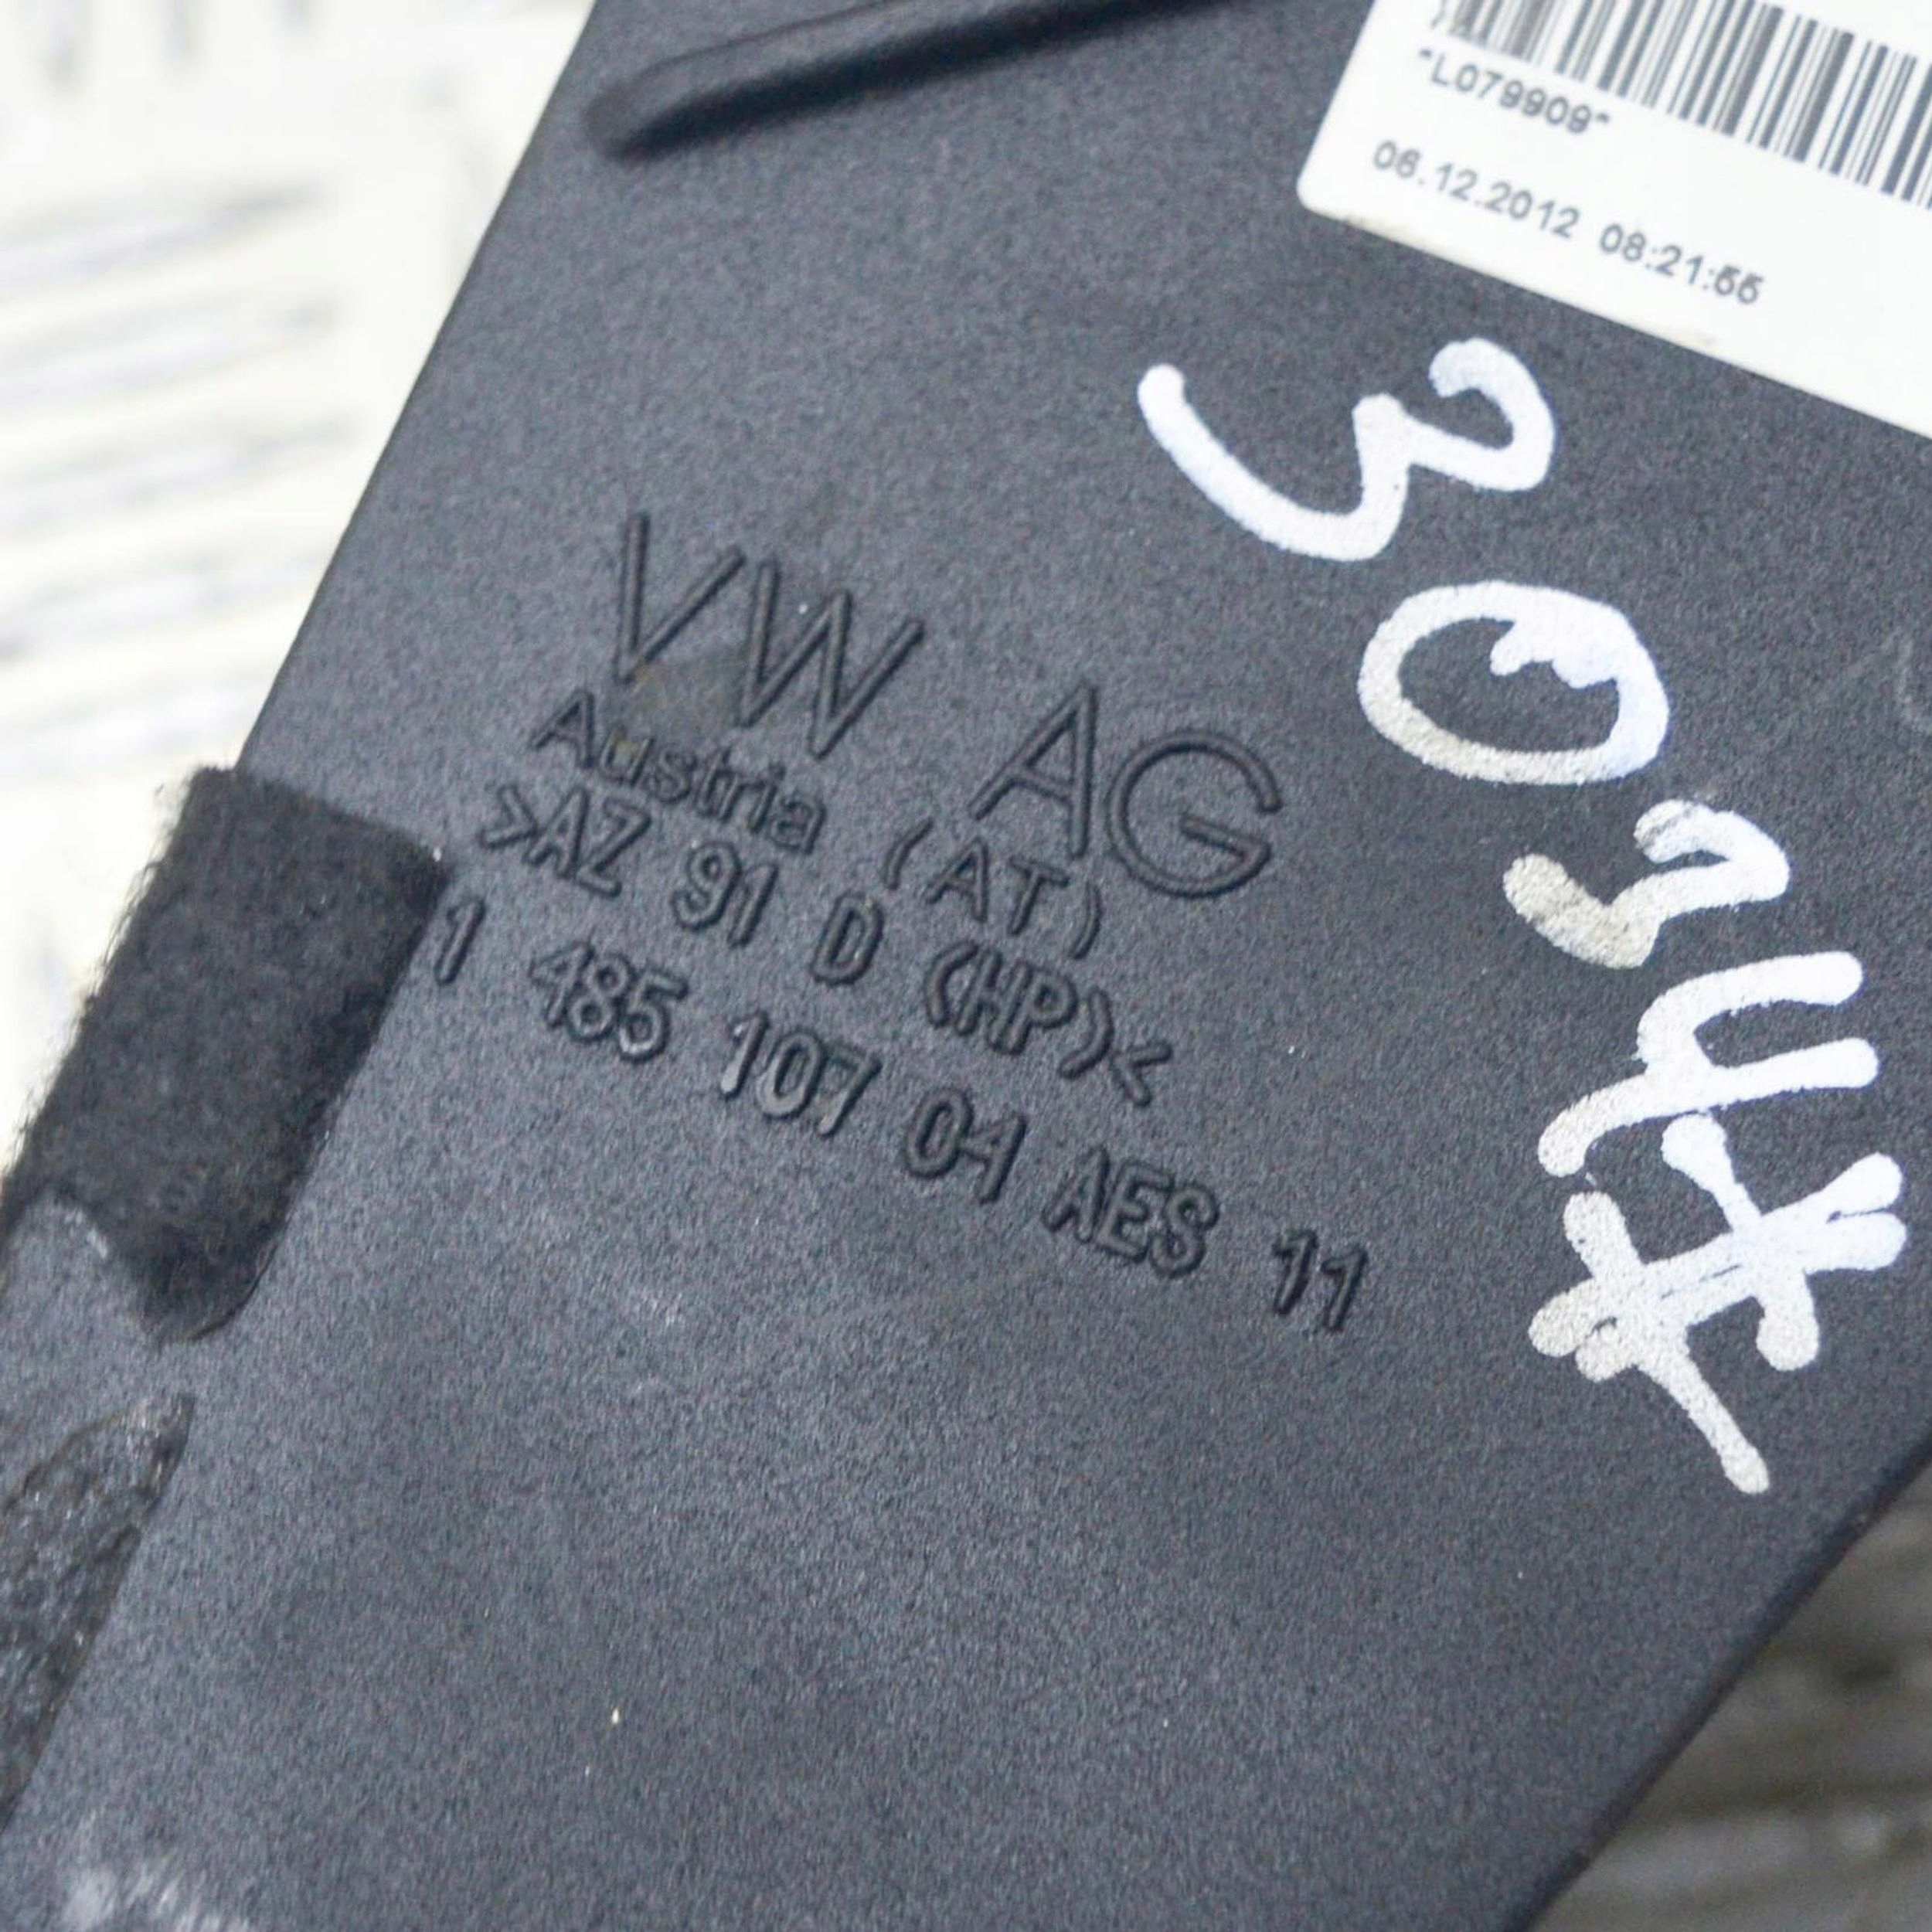 *L079909*
06.12.2012 08:21:55
VW AG
Austria (AT)
>AZ 91 D (HP)<
1 485 107 04 AES 11